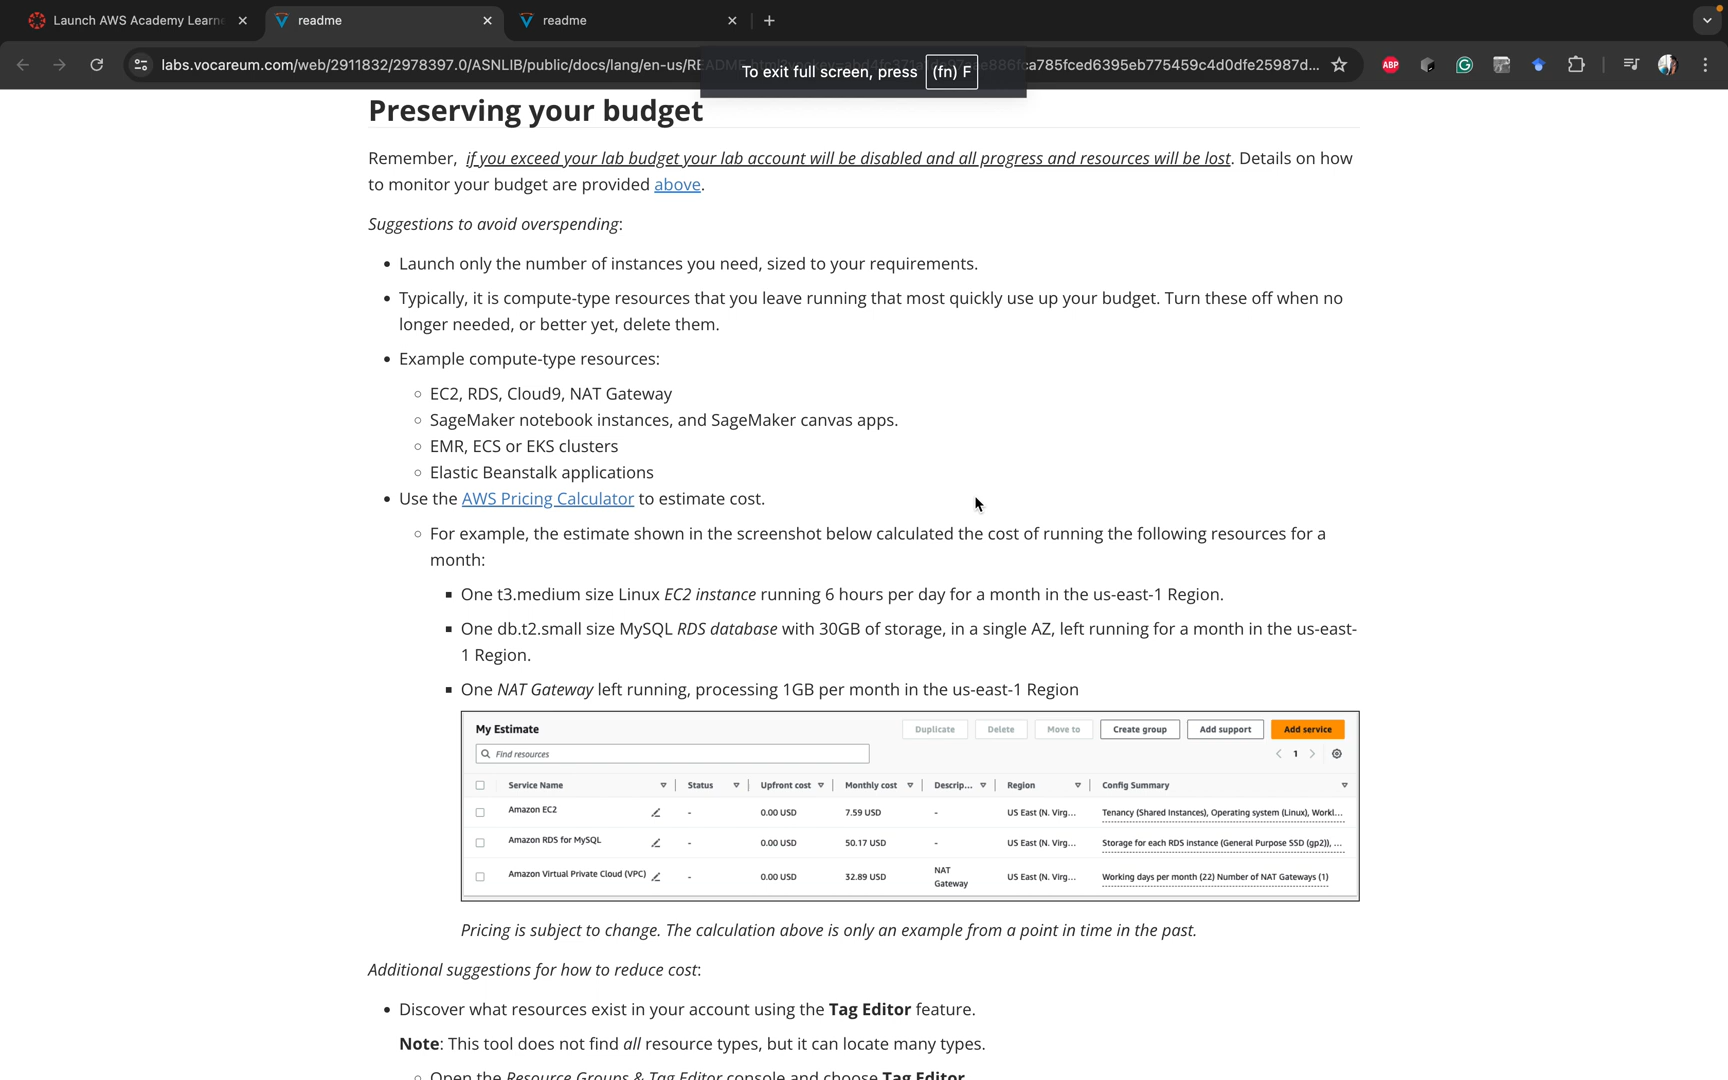 Launch AWS Academy Learne
readme
readme
labs.vocareum.com/web/2911832/2978397.0/ASNLIB/public/docs/lang/en-us/README
ca785fced6395eb775459c4d0dfe25987d...
To exit full screen, press (fn) F
ABP
Preserving your budget
Remember, if you exceed your lab budget your lab account will be disabled and all progress and resources will be lost. Details on how
to monitor your budget are provided above.
Suggestions to avoid overspending:
• Launch only the number of instances you need, sized to your requirements.
• Typically, it is compute-type resources that you leave running that most quickly use up your budget. Turn these off when no
longer needed, or better yet, delete them.
• Example compute-type resources:
◦ EC2, RDS, Cloud9, NAT Gateway
◦ SageMaker notebook instances, and SageMaker canvas apps.
◦ EMR, ECS or EKS clusters
◦ Elastic Beanstalk applications
• Use the AWS Pricing Calculator to estimate cost.
◦ For example, the estimate shown in the screenshot below calculated the cost of running the following resources for a
month:
▪ One t3.medium size Linux EC2 instance running 6 hours per day for a month in the us-east-1 Region.
▪ One db.t2.small size MySQL RDS database with 30GB of storage, in a single AZ, left running for a month in the us-east-
1 Region.
▪ One NAT Gateway left running, processing 1GB per month in the us-east-1 Region
My Estimate Duplicate Delete Move to Create group Add support Add service
Find resources 1
Service Name Status Upfront cost Monthly cost Descrip... Region Config Summary
Amazon EC2 - 0.00 USD 7.59 USD - US East (N. Virg... Tenancy (Shared Instances), Operating system (Linux), Workl...
Amazon RDS for MySQL - 0.00 USD 50.17 USD - US East (N. Virg... Storage for each RDS instance (General Purpose SSD (gp2)), ...
Amazon Virtual Private Cloud (VPC) - 0.00 USD 32.89 USD NAT Gateway US East (N. Virg... Working days per month (22) Number of NAT Gateways (1)
Pricing is subject to change. The calculation above is only an example from a point in time in the past.
Additional suggestions for how to reduce cost:
• Discover what resources exist in your account using the Tag Editor feature.
Note: This tool does not find all resource types, but it can locate many types.
◦ Open the Resource Groups & Tag Editor console and choose Tag Editor